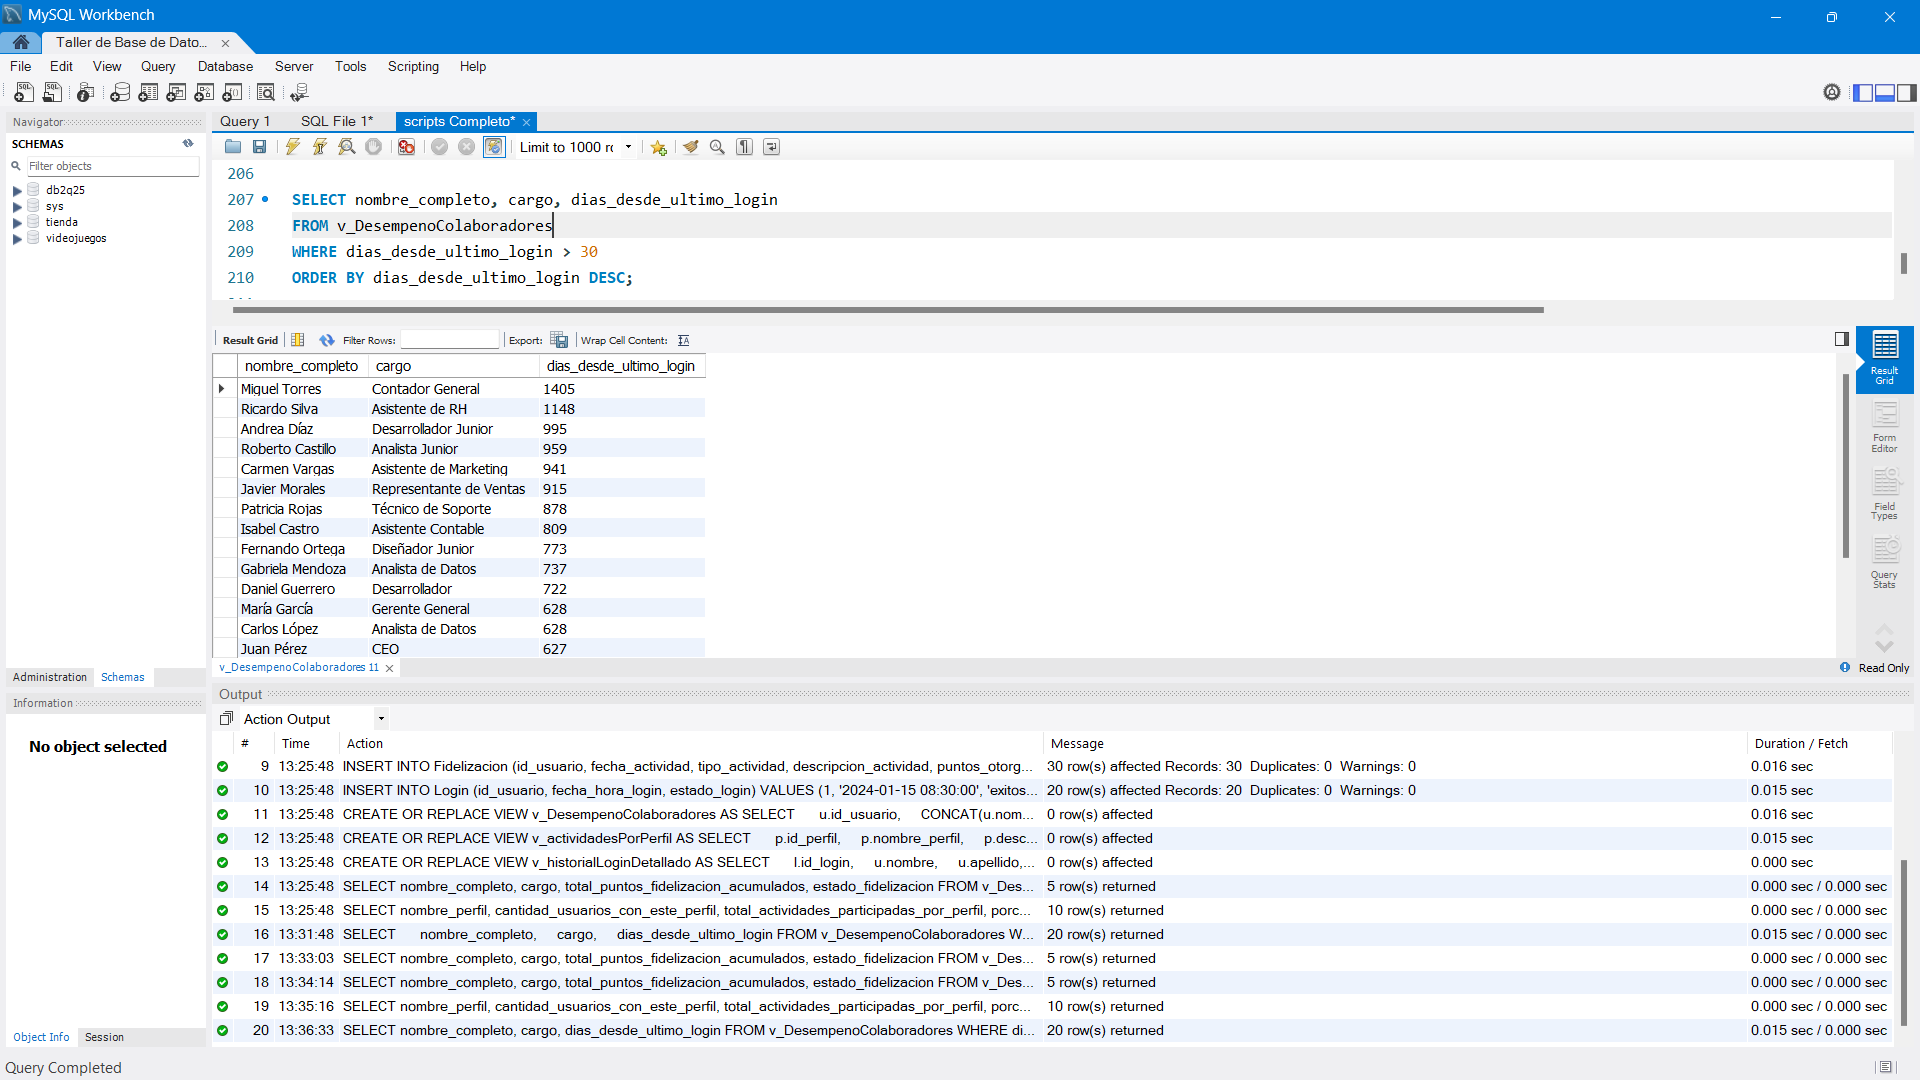 MySQL Workbench
Taller de Base de Dato...
File Edit View Query Database Server Tools Scripting Help
Navigator
SCHEMAS
Filter objects
db2q25
sys
tienda
videojuegos
Administration Schemas
Information
No object selected
Object Info Session
Query Completed
Query 1 SQL File 1* scripts Completo*
Limit to 1000 rc
206
207 SELECT nombre_completo, cargo, dias_desde_ultimo_login
208 FROM v_DesempenoColaboradores
209 WHERE dias_desde_ultimo_login > 30
210 ORDER BY dias_desde_ultimo_login DESC;
Result Grid Filter Rows: Export: Wrap Cell Content:
nombre_completo cargo dias_desde_ultimo_login
Miguel Torres Contador General 1405
Ricardo Silva Asistente de RH 1148
Andrea Díaz Desarrollador Junior 995
Roberto Castillo Analista Junior 959
Carmen Vargas Asistente de Marketing 941
Javier Morales Representante de Ventas 915
Patricia Rojas Técnico de Soporte 878
Isabel Castro Asistente Contable 809
Fernando Ortega Diseñador Junior 773
Gabriela Mendoza Analista de Datos 737
Daniel Guerrero Desarrollador 722
María García Gerente General 628
Carlos López Analista de Datos 628
Juan Pérez CEO 627
Result
Grid
Form
Editor
Field
Types
Query
Stats
v_DesempenoColaboradores 11
Read Only
Output
Action Output
# Time Action Message Duration / Fetch
9 13:25:48 INSERT INTO Fidelizacion (id_usuario, fecha_actividad, tipo_actividad, descripcion_actividad, puntos_otorg... 30 row(s) affected Records: 30 Duplicates: 0 Warnings: 0 0.016 sec
10 13:25:48 INSERT INTO Login (id_usuario, fecha_hora_login, estado_login) VALUES (1, '2024-01-15 08:30:00', 'exitos... 20 row(s) affected Records: 20 Duplicates: 0 Warnings: 0 0.015 sec
11 13:25:48 CREATE OR REPLACE VIEW v_DesempenoColaboradores AS SELECT u.id_usuario, CONCAT(u.nom... 0 row(s) affected 0.016 sec
12 13:25:48 CREATE OR REPLACE VIEW v_actividadesPorPerfil AS SELECT p.id_perfil, p.nombre_perfil, p.desc... 0 row(s) affected 0.015 sec
13 13:25:48 CREATE OR REPLACE VIEW v_historialLoginDetallado AS SELECT l.id_login, u.nombre, u.apellido,... 0 row(s) affected 0.000 sec
14 13:25:48 SELECT nombre_completo, cargo, total_puntos_fidelizacion_acumulados, estado_fidelizacion FROM v_Des... 5 row(s) returned 0.000 sec / 0.000 sec
15 13:25:48 SELECT nombre_perfil, cantidad_usuarios_con_este_perfil, total_actividades_participadas_por_perfil, porc... 10 row(s) returned 0.000 sec / 0.000 sec
16 13:31:48 SELECT nombre_completo, cargo, dias_desde_ultimo_login FROM v_DesempenoColaboradores W... 20 row(s) returned 0.015 sec / 0.000 sec
17 13:33:03 SELECT nombre_completo, cargo, total_puntos_fidelizacion_acumulados, estado_fidelizacion FROM v_Des... 5 row(s) returned 0.000 sec / 0.000 sec
18 13:34:14 SELECT nombre_completo, cargo, total_puntos_fidelizacion_acumulados, estado_fidelizacion FROM v_Des... 5 row(s) returned 0.000 sec / 0.000 sec
19 13:35:16 SELECT nombre_perfil, cantidad_usuarios_con_este_perfil, total_actividades_participadas_por_perfil, porc... 10 row(s) returned 0.000 sec / 0.000 sec
20 13:36:33 SELECT nombre_completo, cargo, dias_desde_ultimo_login FROM v_DesempenoColaboradores WHERE di... 20 row(s) returned 0.015 sec / 0.000 sec